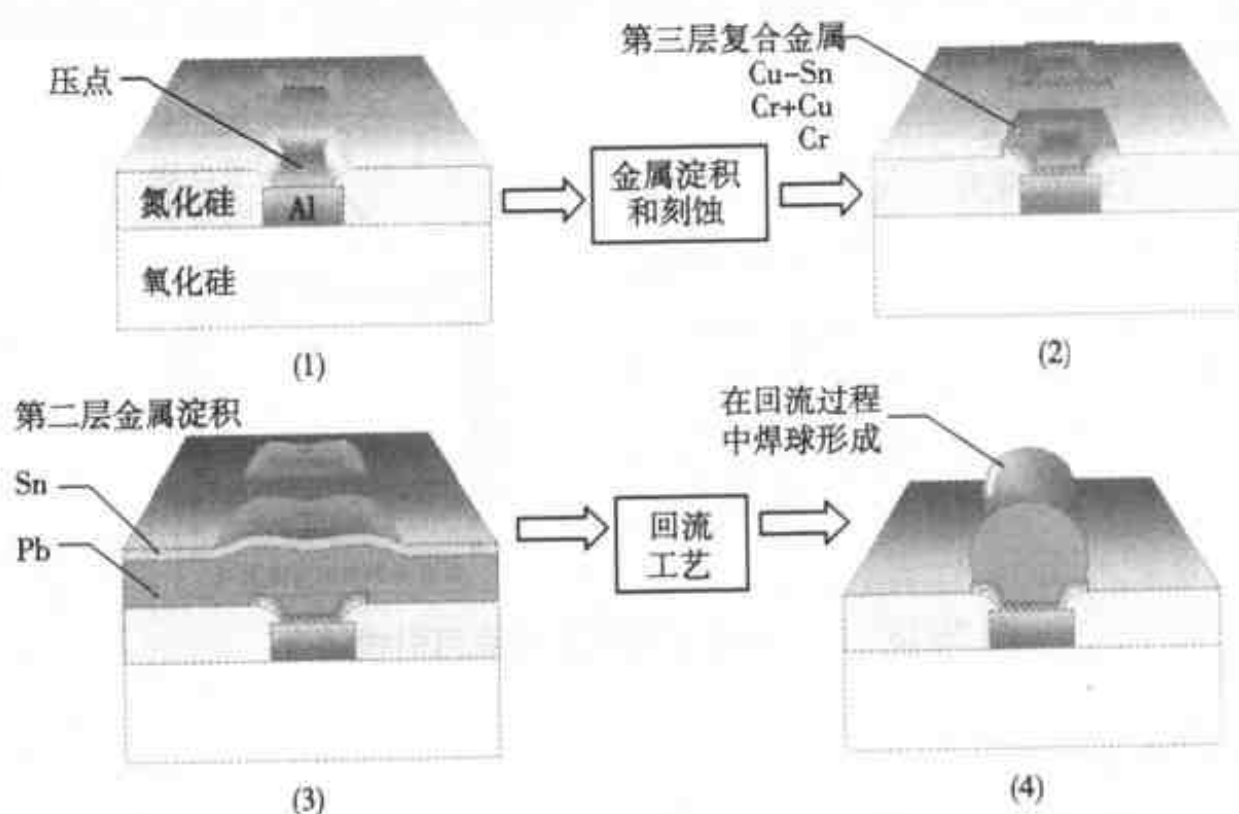 压点
氮化硅
Al
氧化硅
(1)
金属淀积
和刻蚀
第三层复合金属
Cu-Sn
Cr+Cu
Cr
(2)
第二层金属淀积
Sn
Pb
(3)
回流
工艺
在回流过程
中焊球形成
(4)